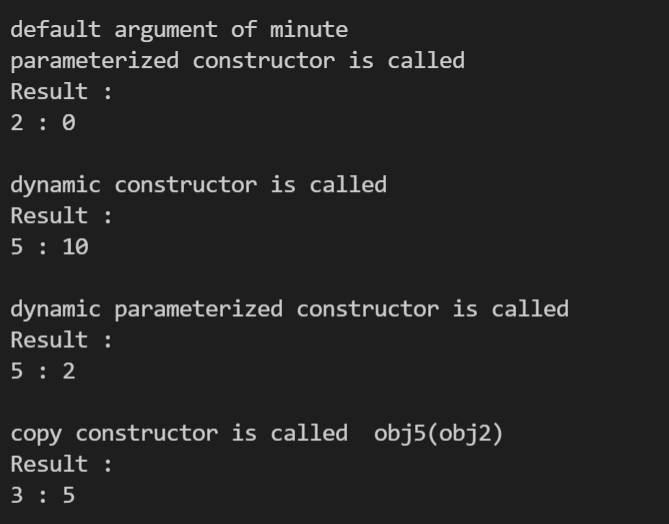 default argument of minute
parameterized constructor is called
Result :
2 : 0
dynamic constructor is called
Result :
5 : 10
dynamic parameterized constructor is called
Result :
5 : 2
copy constructor is called  obj5(obj2)
Result :
3 : 5